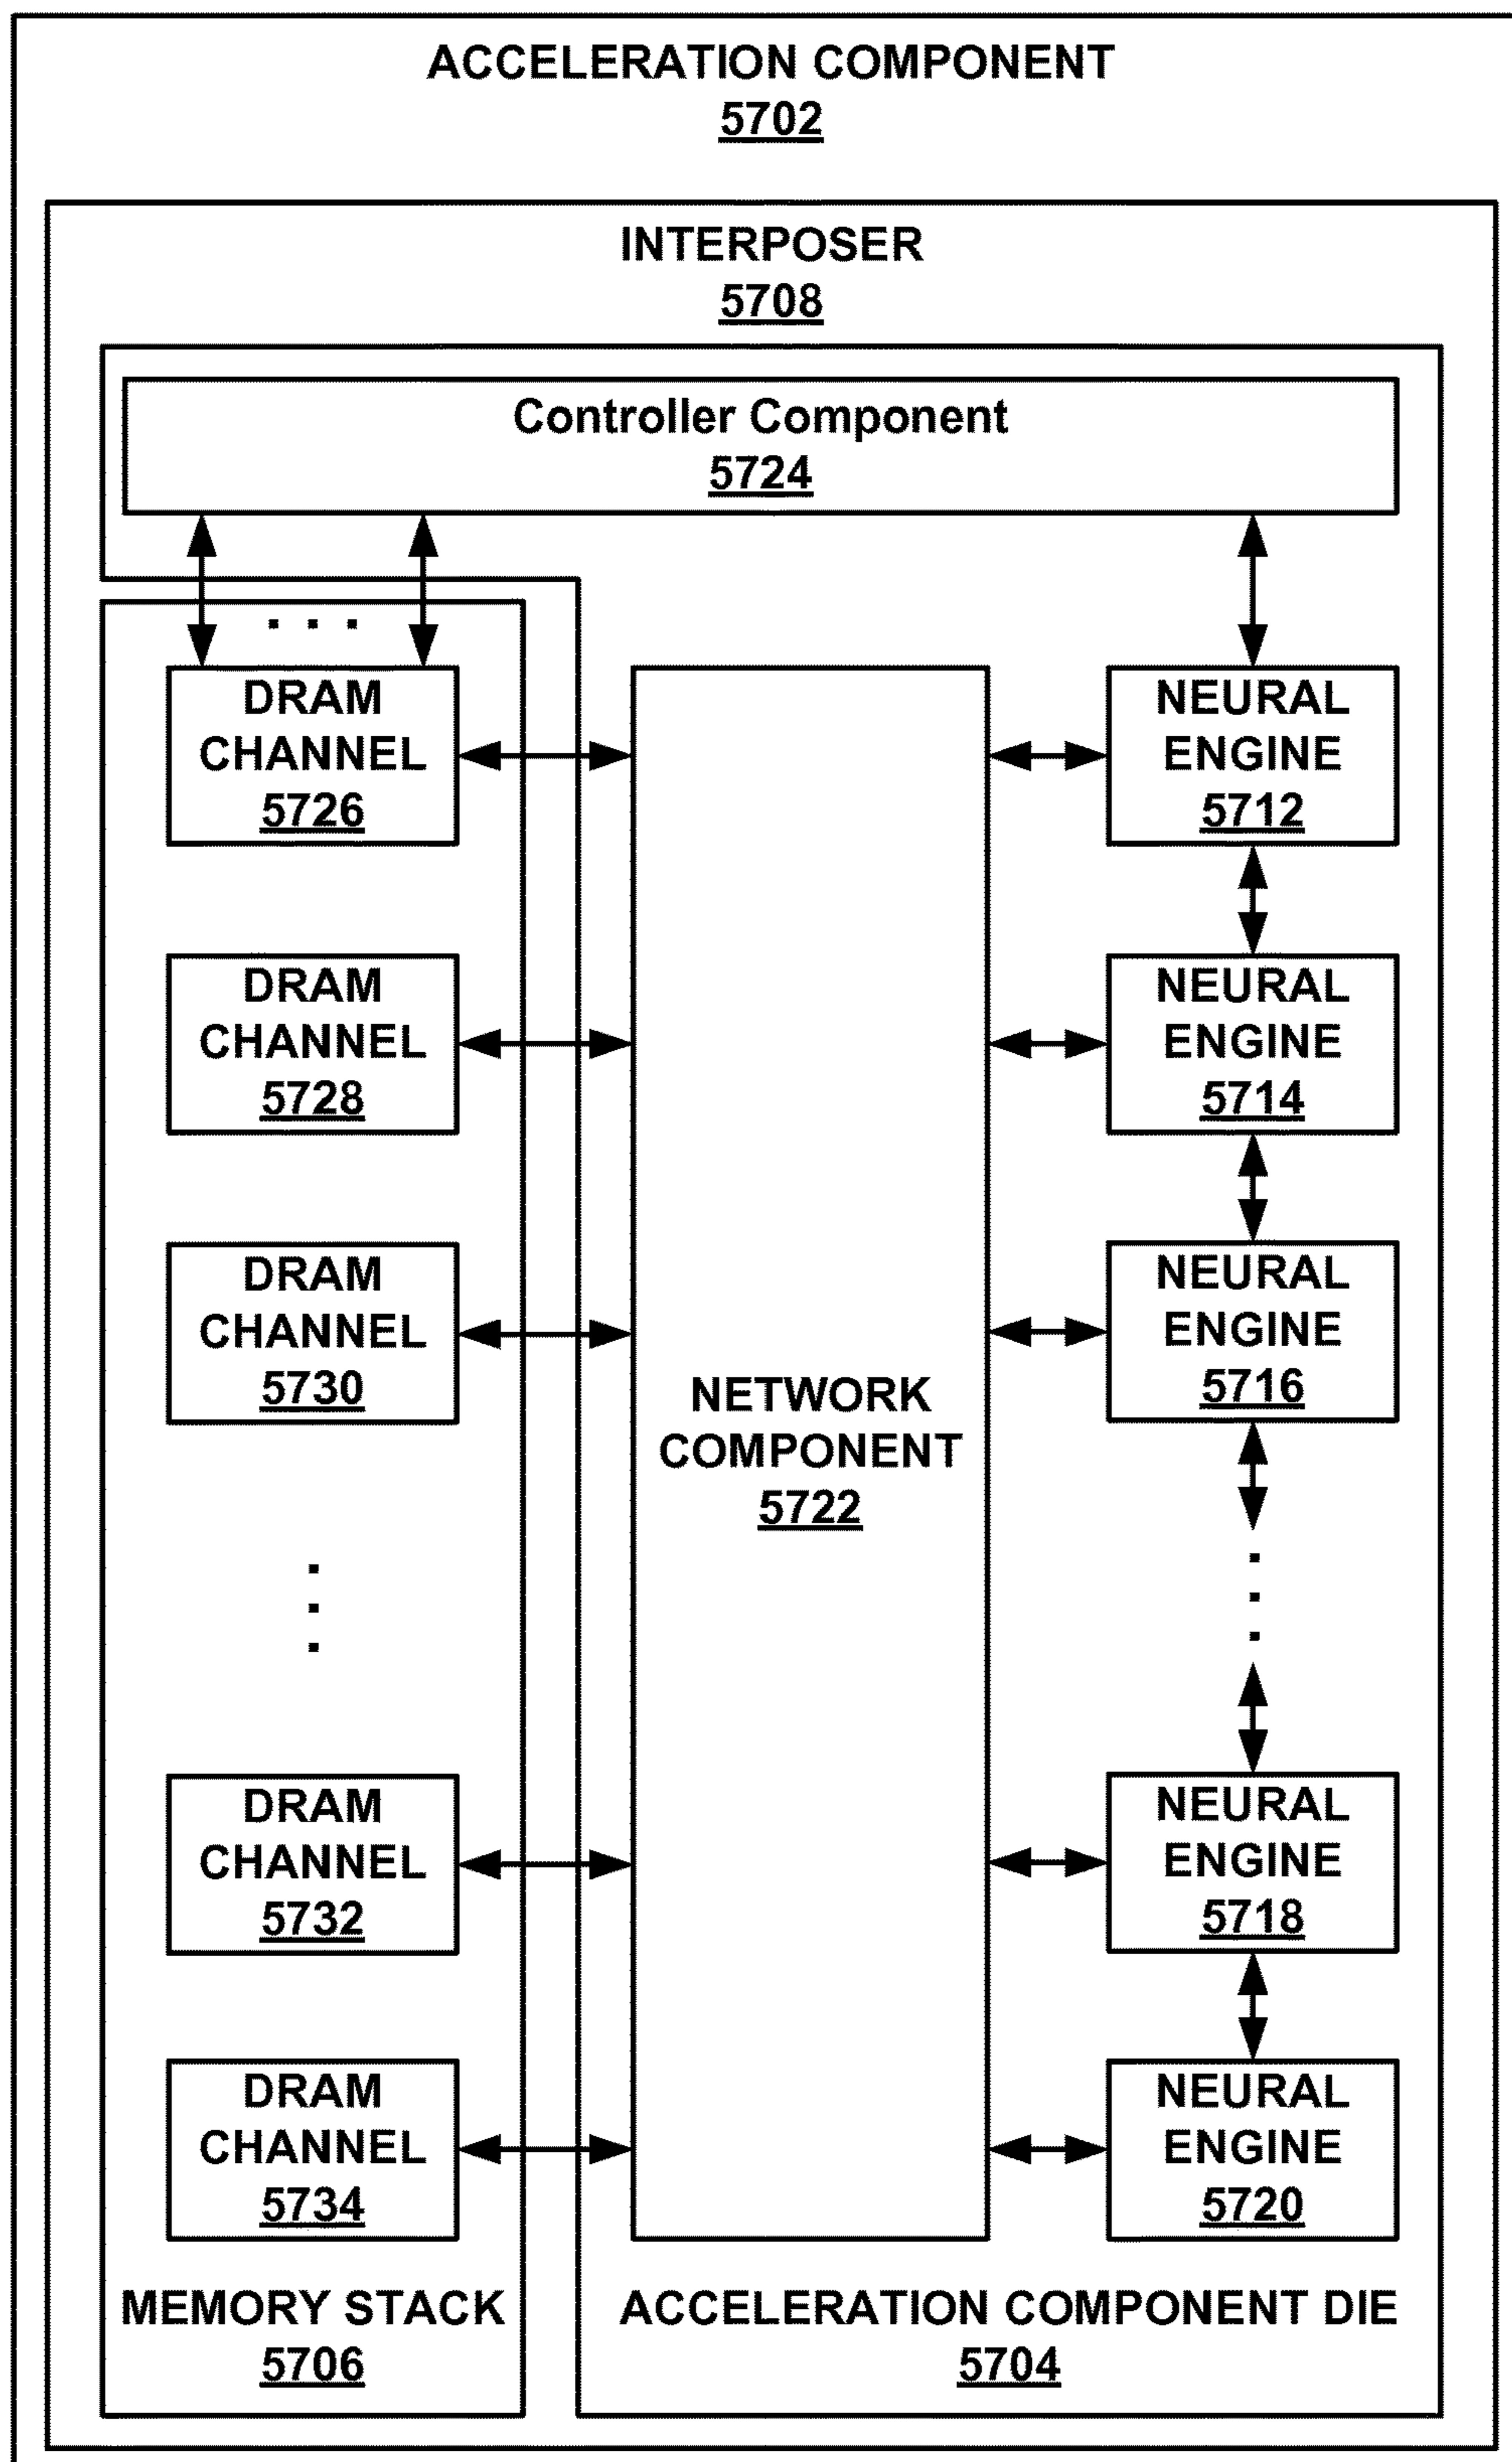 ACCELERATION COMPONENT
5702
INTERPOSER
5708
Controller Component
5724
. . .
DRAM
CHANNEL
5726
NEURAL
ENGINE
5712
DRAM
CHANNEL
5728
NEURAL
ENGINE
5714
DRAM
CHANNEL
5730
NEURAL
ENGINE
5716
NETWORK
COMPONENT
5722
DRAM
CHANNEL
5732
NEURAL
ENGINE
5718
DRAM
CHANNEL
5734
NEURAL
ENGINE
5720
MEMORY STACK
5706
ACCELERATION COMPONENT DIE
5704